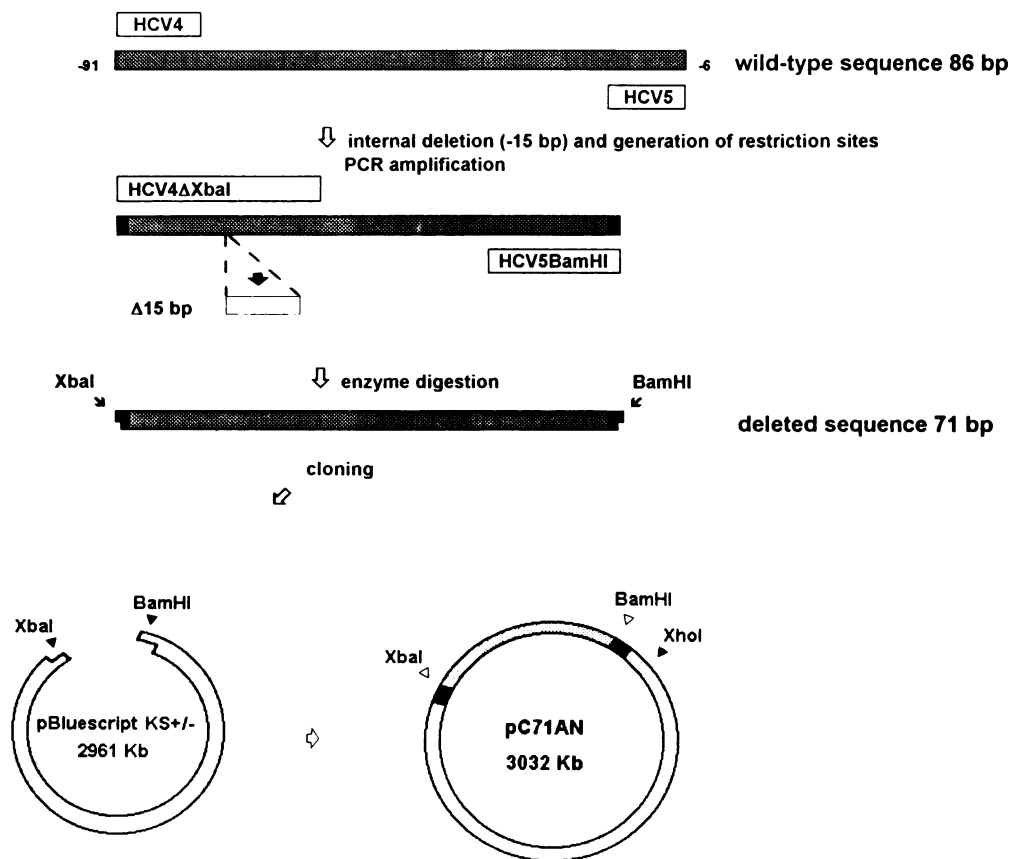 HCV4
-91
-6
wild-type sequence 86 bp
HCV5
internal deletion (-15 bp) and generation of restriction sites
PCR amplification
HCV4ΔXbaI
HCV5BamHI
Δ15 bp
XbaI
enzyme digestion
BamHI
deleted sequence 71 bp
cloning
BamHI
XbaI
pBluescript KS+/-
2961 Kb
BamHI
XhoI
XbaI
pC71AN
3032 Kb